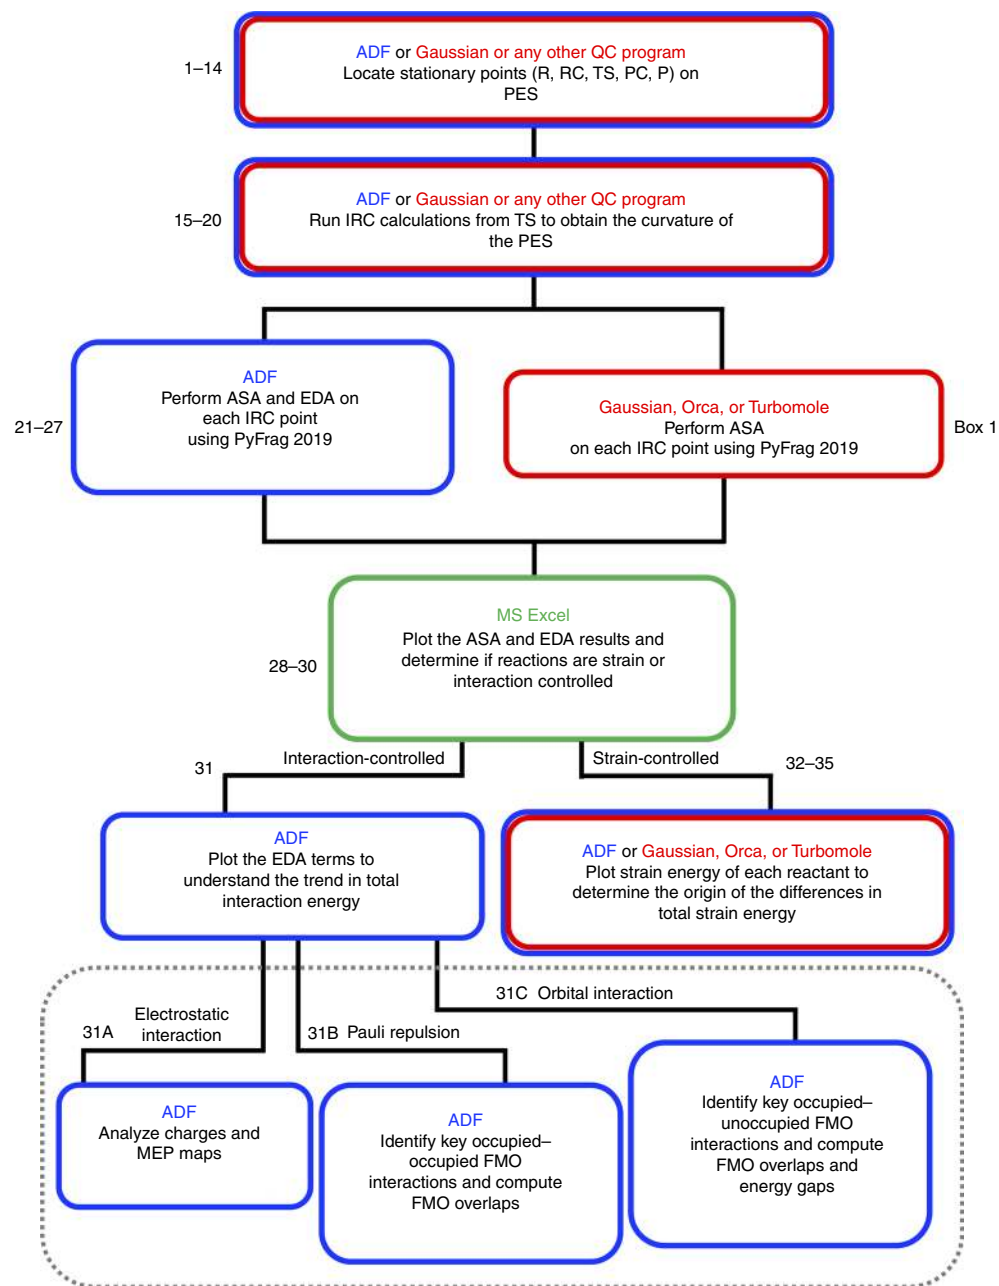 ADF or Gaussian or any other QC program
1–14
Locate stationary points (R, RC, TS, PC, P) on
PES
ADF or Gaussian or any other QC program
15–20
Run IRC calculations from TS to obtain the curvature of
the PES
ADF
Perform ASA and EDA on
each IRC point
using PyFrag 2019
21–27
Gaussian, Orca, or Turbomole
Perform ASA
on each IRC point using PyFrag 2019
Box 1
MS Excel
Plot the ASA and EDA results and
determine if reactions are strain or
interaction controlled
28–30
Interaction-controlled
Strain-controlled
31
32–35
ADF
Plot the EDA terms to
understand the trend in total
interaction energy
ADF or Gaussian, Orca, or Turbomole
Plot strain energy of each reactant to
determine the origin of the differences in
total strain energy
31A
Electrostatic
interaction
31B Pauli repulsion
31C Orbital interaction
ADF
Analyze charges and
MEP maps
ADF
Identify key occupied–
occupied FMO
interactions and compute
FMO overlaps
ADF
Identify key occupied–
unoccupied FMO
interactions and compute
FMO overlaps and
energy gaps